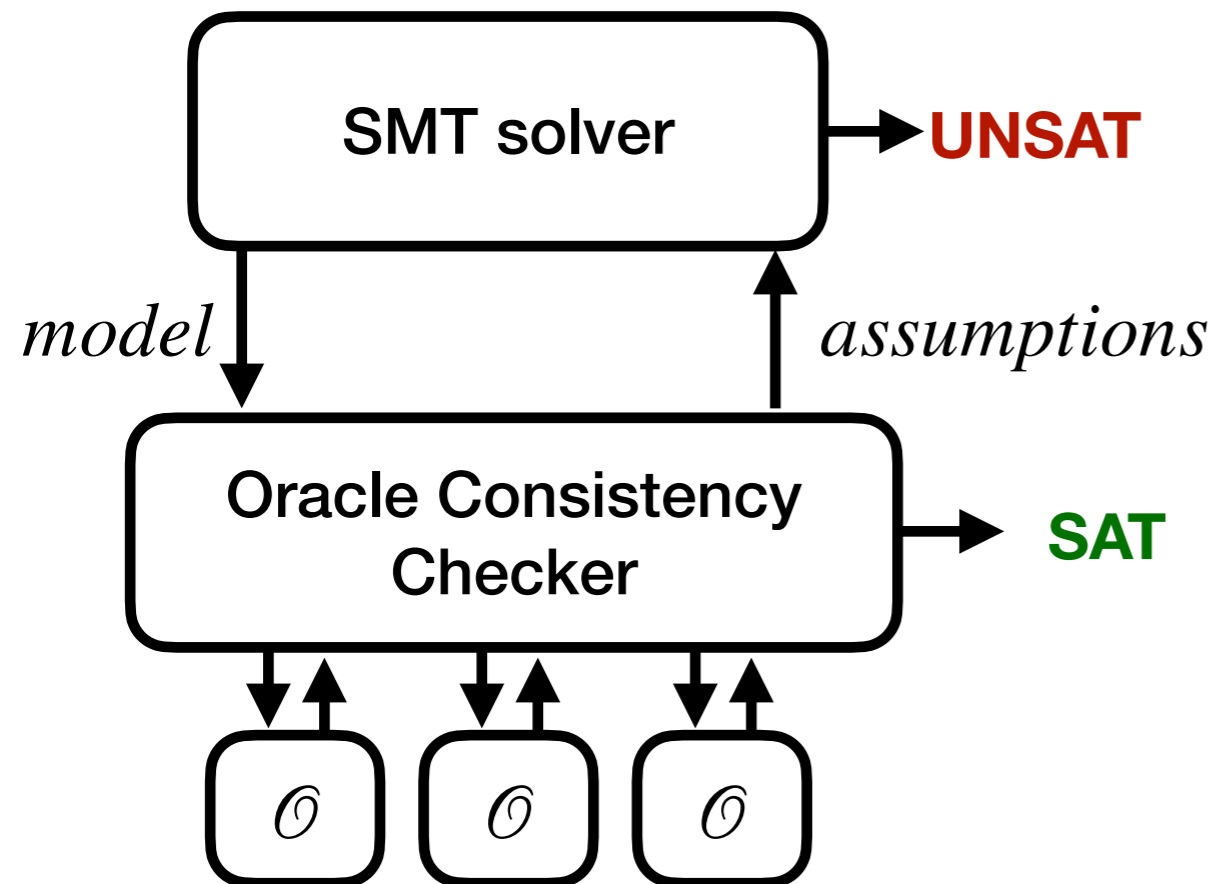 SMT solver
UNSAT
model
assumptions
Oracle Consistency
Checker
SAT
𝒪
𝒪
𝒪